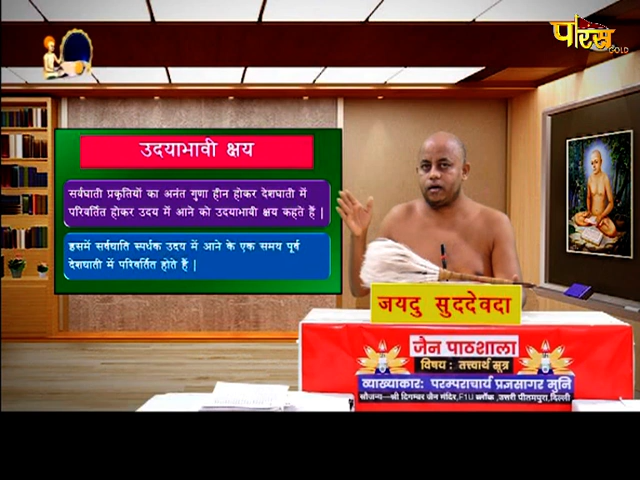 पारस
GOLD
उदयाभावी क्षय
सर्वघाती प्रकृतियों का अनंत गुणा हीन होकर देशघाती में
परिवर्तित होकर उदय में आने को उदयाभावी क्षय कहते हैं |
इसमें सर्वघाति स्पर्धक उदय में आने के एक समय पूर्व
देशघाती में परिवर्तित होते हैं |
जयदु सुददेवदा
जैन पाठशाला
विषय : तत्त्वार्थ सूत्र
व्याख्याकार: परम्पराचार्य प्रज्ञसागर मुनि
सौजन्य—श्री दिगम्बर जैन मंदिर, FTU ब्लॉक ,उत्तरी पीतमपुरा, दिल्ली